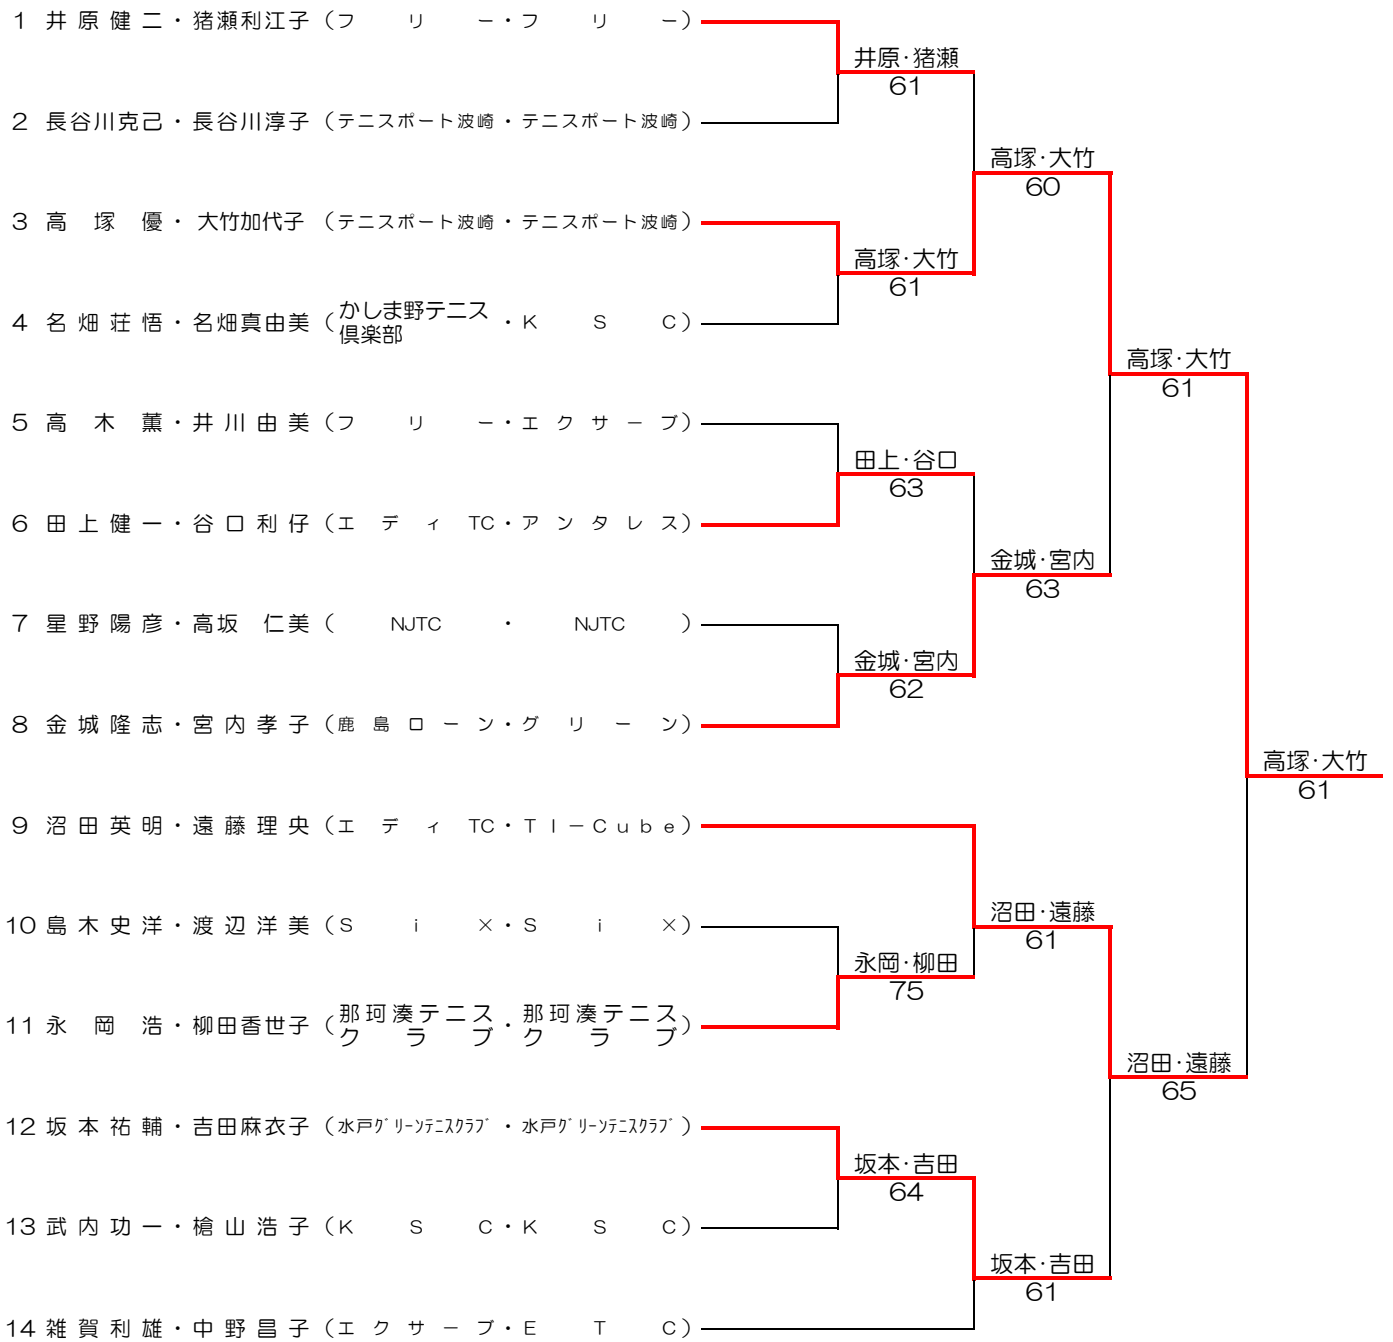 1 井原健二・猪瀬利江子（フリー・フリー）
井原・猪瀬
61
2 長谷川克己・長谷川淳子（テニスポート波崎・テニスポート波崎）
高塚・大竹
60
3 高塚優・大竹加代子（テニスポート波崎・テニスポート波崎）
高塚・大竹
61
4 名畑荘悟・名畑真由美（かしま野テニス倶楽部・KSC）
高塚・大竹
61
5 高木薫・井川由美（フリー・エクサーブ）
田上・谷口
63
6 田上健一・谷口利仔（エディTC・アンタレス）
金城・宮内
63
7 星野陽彦・高坂 仁美（NJTC・NJTC）
金城・宮内
62
8 金城隆志・宮内孝子（鹿島ローン・グリーン）
高塚・大竹
61
9 沼田英明・遠藤理央（エディTC・TI－Cube）
沼田・遠藤
61
10 島木史洋・渡辺洋美（Si×・Si×）
永岡・柳田
75
11 永岡浩・柳田香世子（那珂湊テニスクラブ・那珂湊テニスクラブ）
沼田・遠藤
65
12 坂本祐輔・吉田麻衣子（水戸ｸﾞﾘｰﾝﾃﾆｽｸﾗﾌﾞ・水戸ｸﾞﾘｰﾝﾃﾆｽｸﾗﾌﾞ）
坂本・吉田
64
13 武内功一・檜山浩子（KSC・KSC）
坂本・吉田
61
14 雑賀利雄・中野昌子（エクサーブ・ETC）